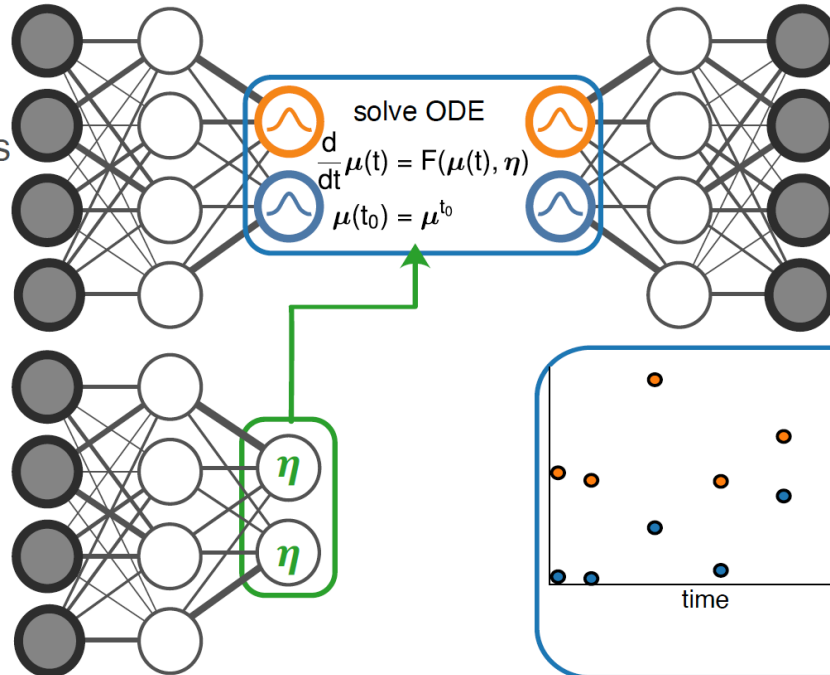 s
solve ODE
d/dt μ(t) = F(μ(t), η)
μ(t₀) = μ^t₀
η
η
time